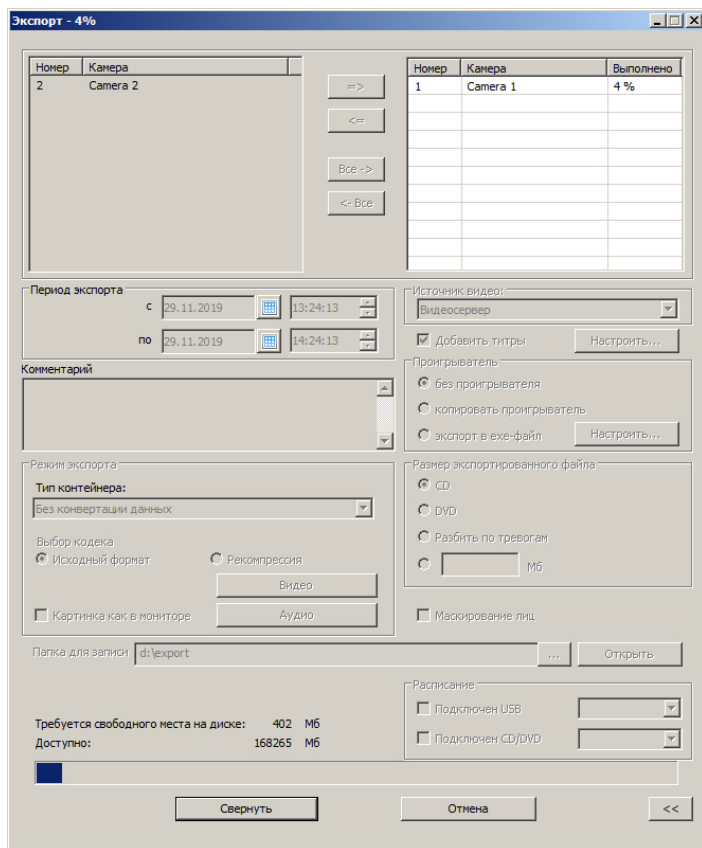 Экспорт - 4%
Номер Камера
2 Camera 2
=>
<=
Все ->
<- Все
Номер Камера Выполнено
1 Camera 1 4 %
Период экспорта
с 29.11.2019 13:24:13
по 29.11.2019 14:24:13
Источник видео:
Видеосервер
Добавить титры Настроить...
Комментарий
Проигрыватель
без проигрывателя
копировать проигрыватель
экспорт в exe-файл Настроить...
Режим экспорта
Тип контейнера:
Без конвертации данных
Выбор кодека
Исходный формат Рекомпрессия
Видео
Картинка как в мониторе Аудио
Размер экспортированного файла
CD
DVD
Разбить по тревогам
Мб
Маскирование лиц
Папка для записи d:\export ... Открыть
Расписание
Подключен USB
Подключен CD/DVD
Требуется свободного места на диске: 402 Мб
Доступно: 168265 Мб
Свернуть Отмена <<